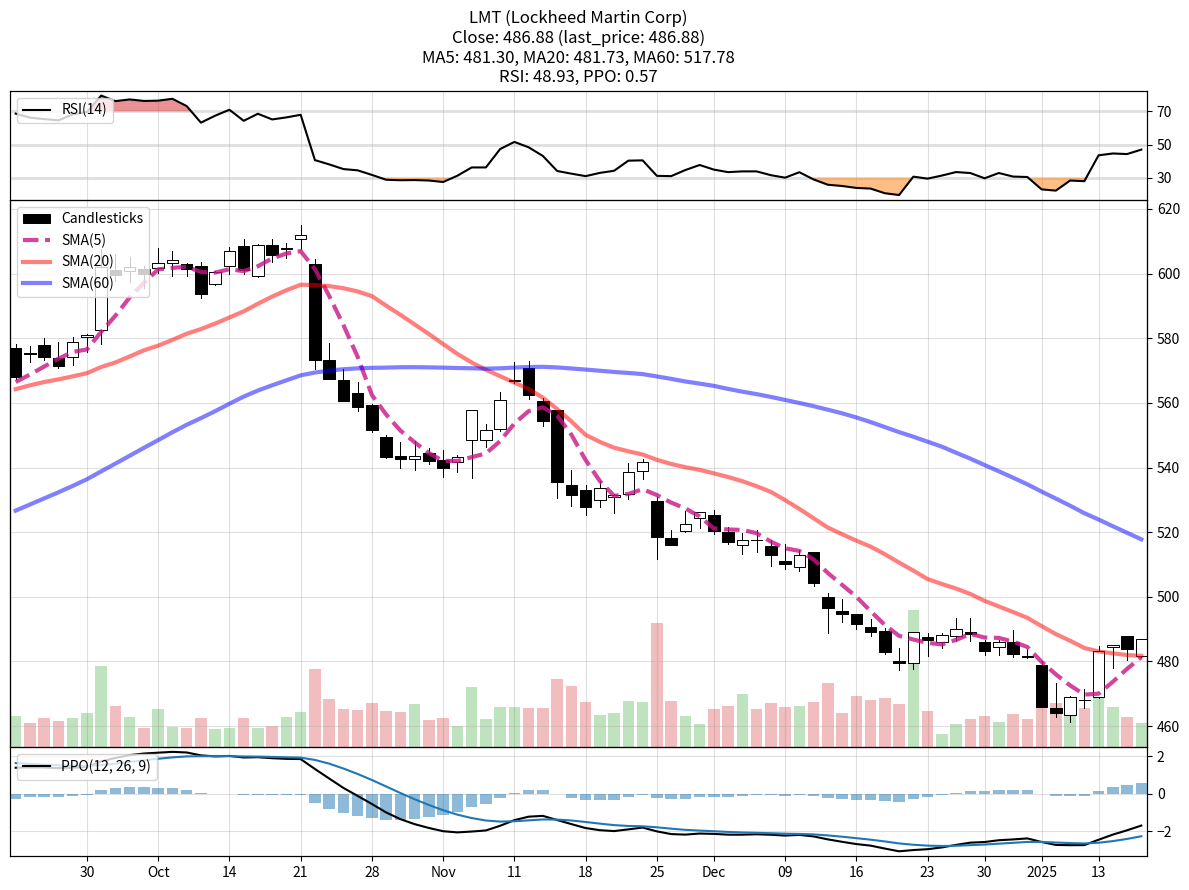 LMT (Lockheed Martin Corp)
Close: 486.88 (last_price: 486.88)
MA5: 481.30, MA20: 481.73, MA60: 517.78
RSI: 48.93, PPO: 0.57
RSI(14)
70
50
30
Candlesticks
SMA(5)
SMA(20)
SMA(60)
620
600
580
560
540
520
500
480
460
PPO(12, 26, 9)
2
0
−2
30 Oct 14 21 28 Nov 11 18 25 Dec 09 16 23 30 2025 13